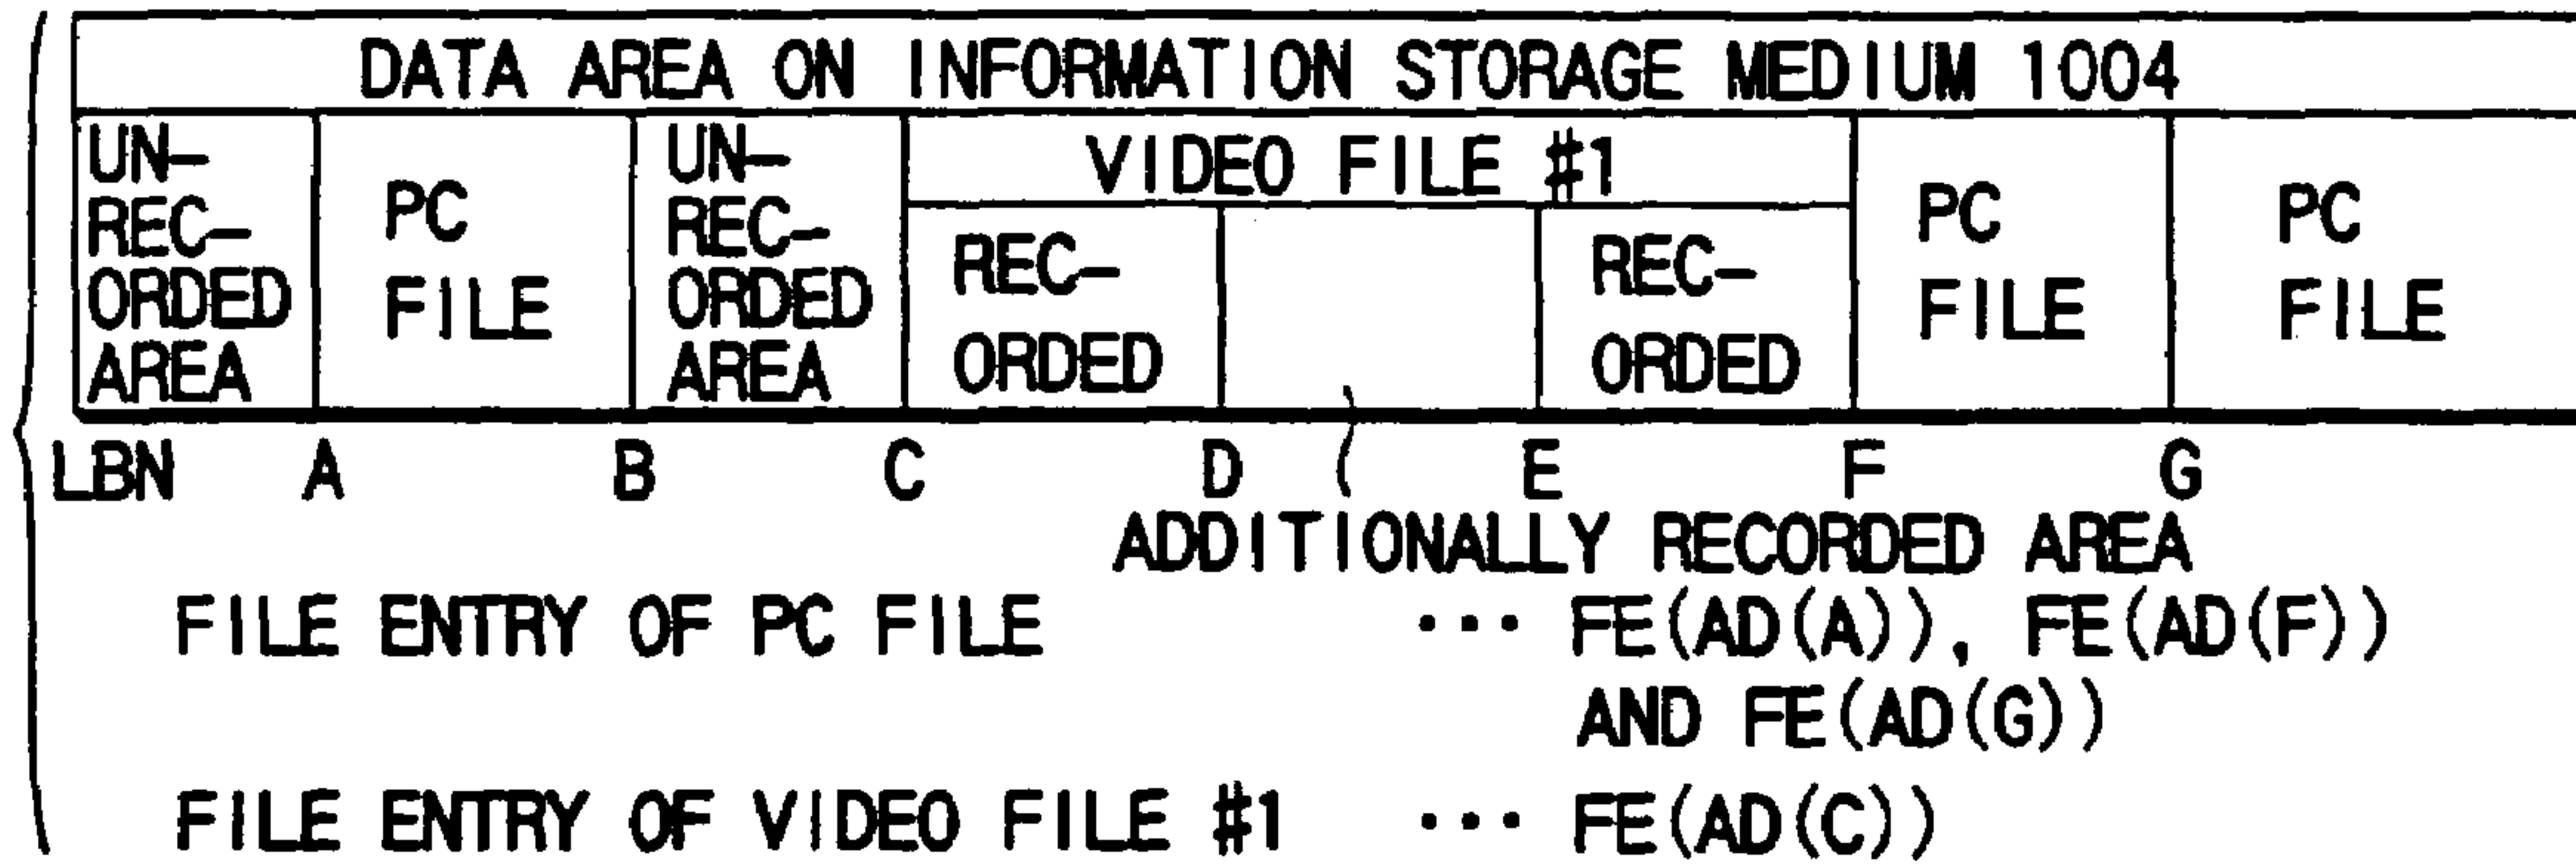 DATA AREA ON INFORMATION STORAGE MEDIUM 1004
UN-
REC-
ORDED
AREA
PC
FILE
UN-
REC-
ORDED
AREA
VIDEO FILE #1
REC-
ORDED
REC-
ORDED
PC
FILE
PC
FILE
LBN A B C D E F G
ADDITIONALLY RECORDED AREA
FILE ENTRY OF PC FILE ··· FE(AD(A)), FE(AD(F))
AND FE(AD(G))
FILE ENTRY OF VIDEO FILE #1 ··· FE(AD(C))